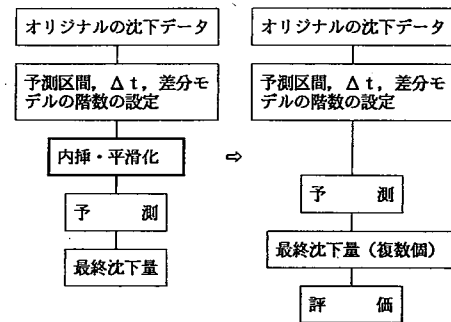 オリジナルの沈下データ
予測区間,Δt,差分モ
デルの階数の設定
内挿・平滑化
予 測
最終沈下量
⇨
オリジナルの沈下データ
予測区間,Δt,差分モ
デルの階数の設定
予 測
最終沈下量(複数個)
評 価